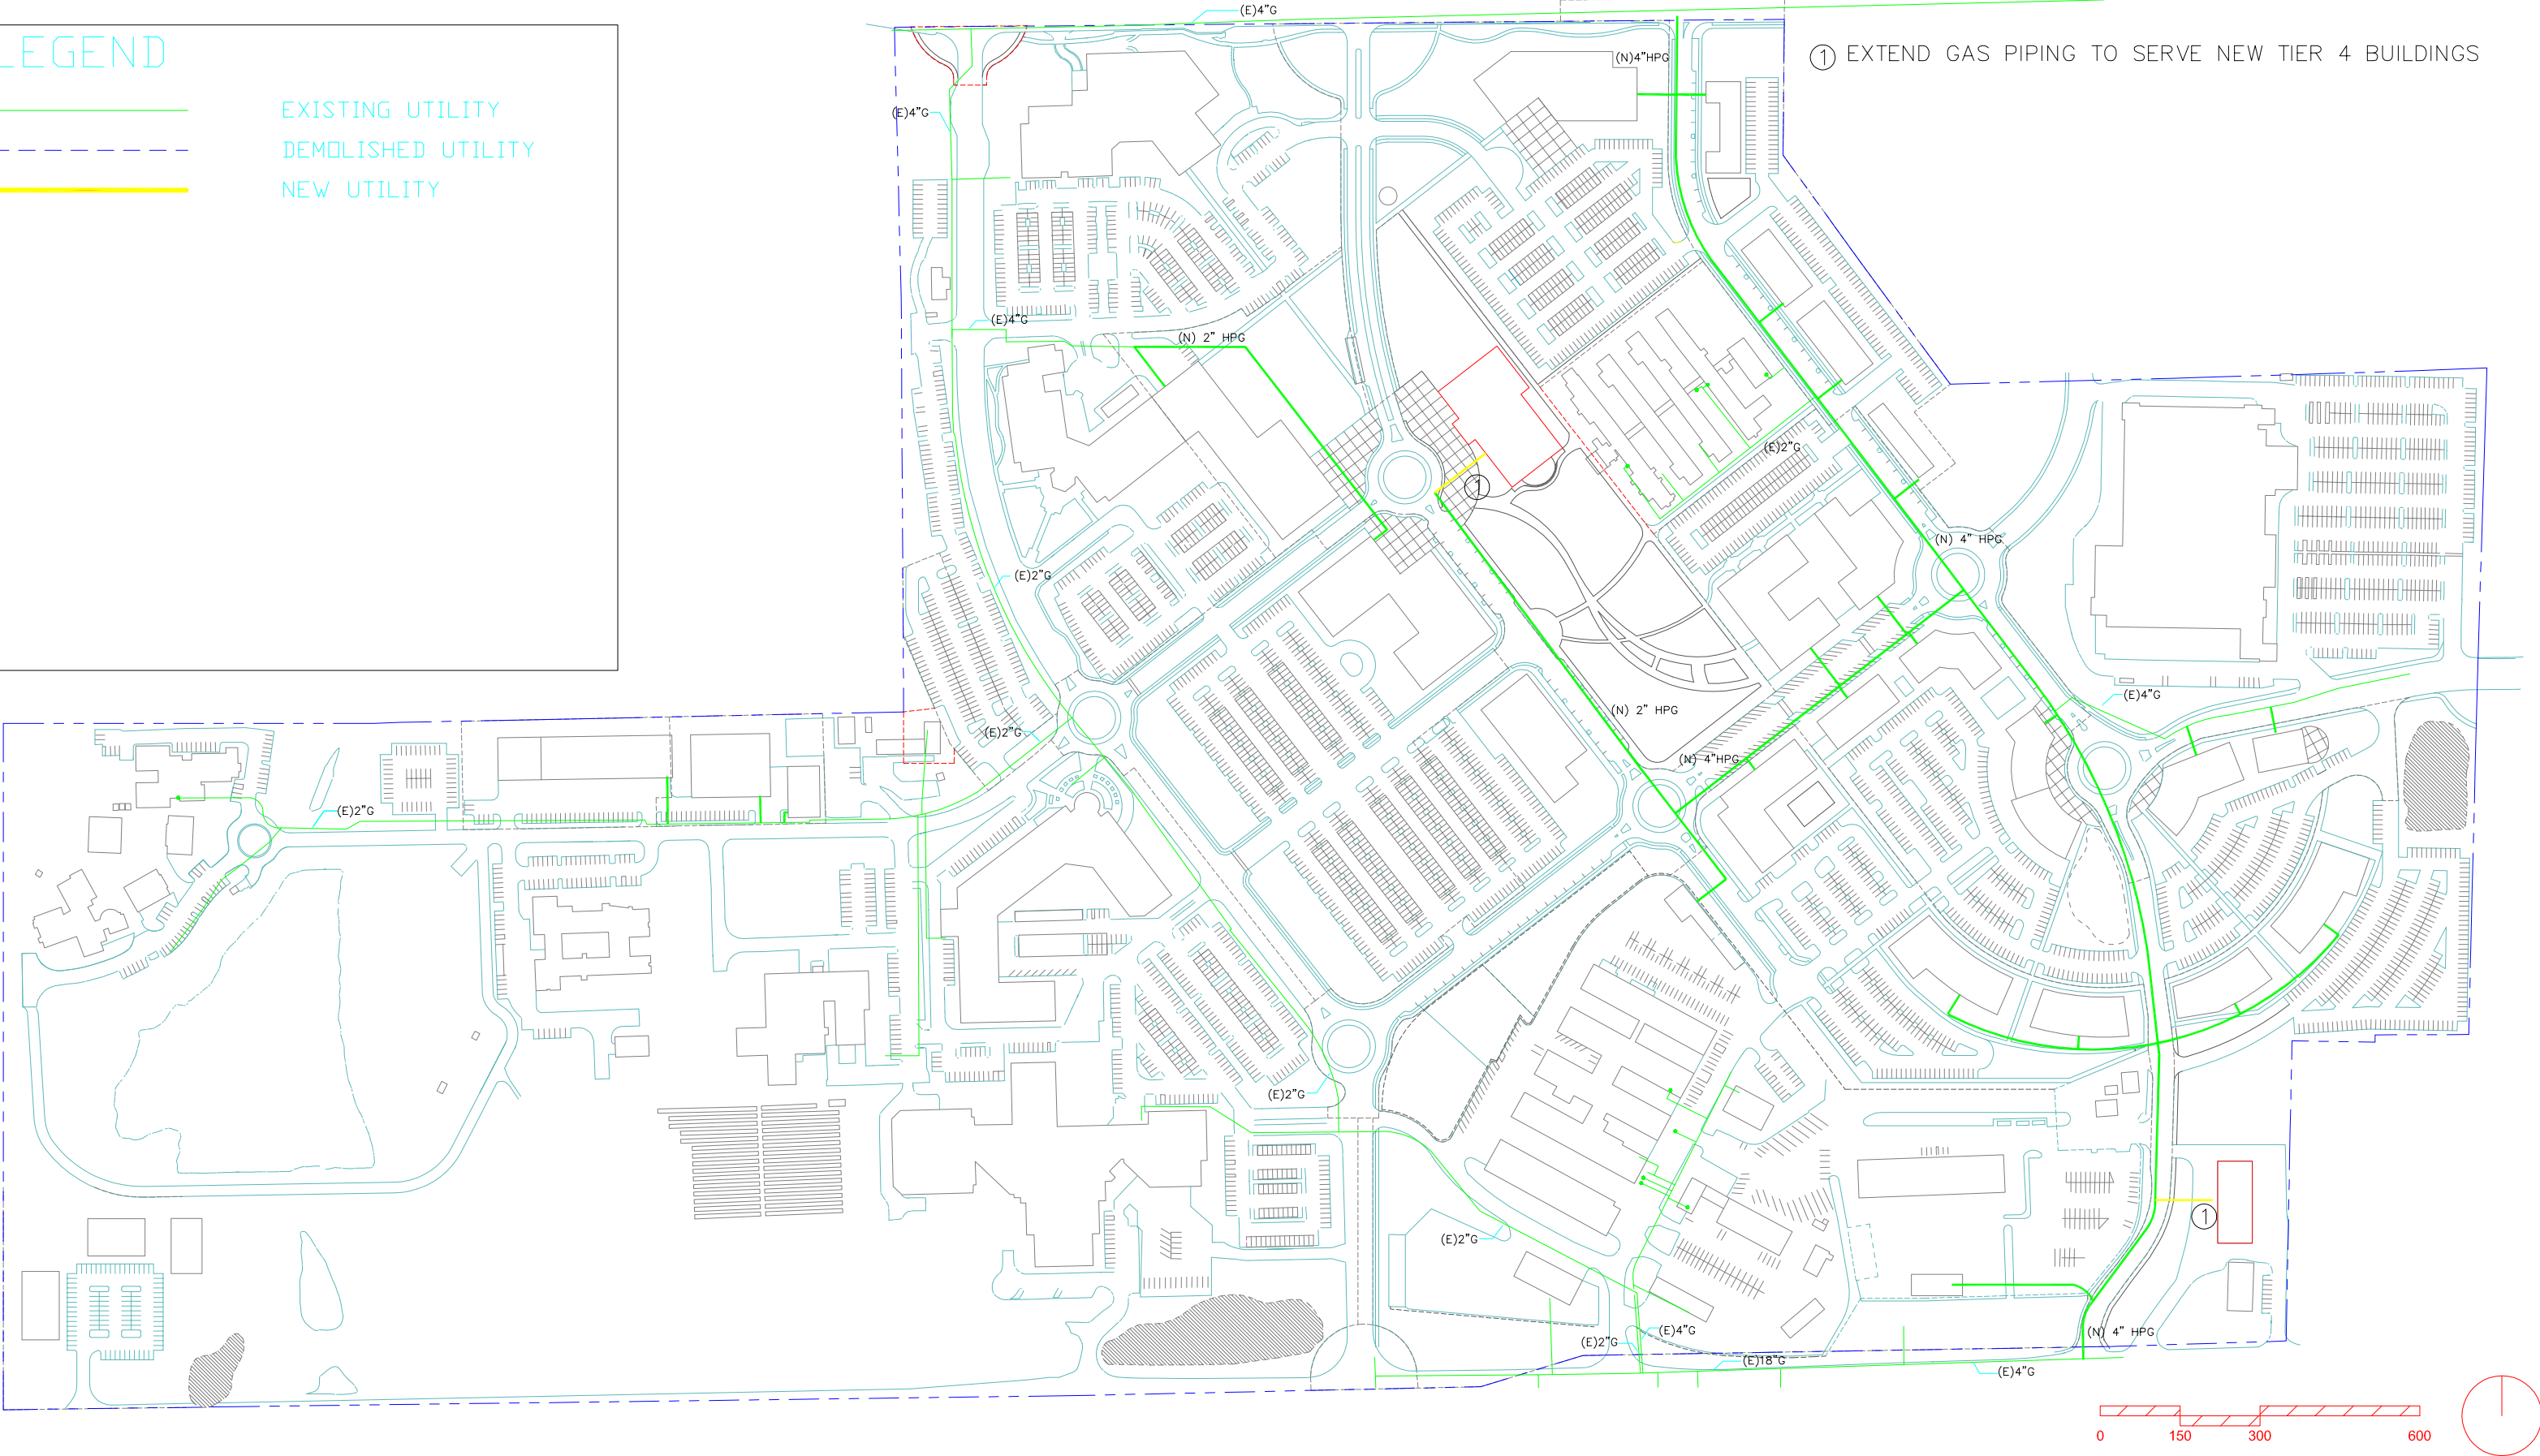 (E)4"G
LEGEND
① EXTEND GAS PIPING TO SERVE NEW TIER 4 BUILDINGS
(N)4"HPG
EXISTING UTILITY
(E)4"G
DEMOLISHED UTILITY
NEW UTILITY
(E)4"G
(N) 2" HPG
(E)2"G
①
(N) 4" HPG
(E)2"G
(E)4"G
(N) 2" HPG
(E)2"G
(N) 4"HPG
(E)2"G
(E)2"G
①
(E)2"G
(E)4"G
(N) 4" HPG
(E)2"G
(E)18"G
(E)4"G
0 150 300 600